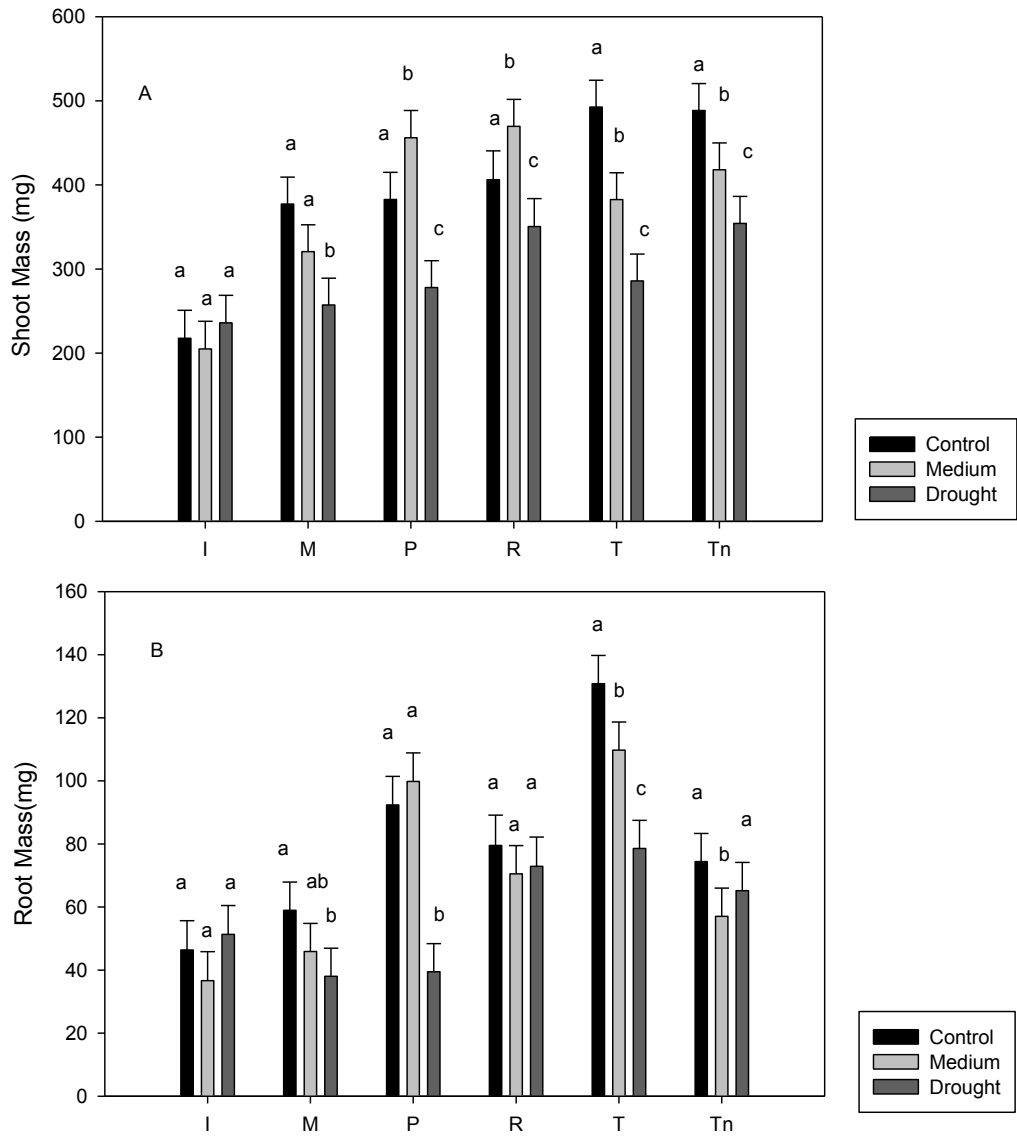 600
500
400
300
200
100
0
Shoot Mass (mg)
A
a a a
a a b
a b c
a b c
a b c
a b c
I M P R T Tn
Control
Medium
Drought
160
140
120
100
80
60
40
20
0
Root Mass(mg)
B
a a a
a ab b
a a b
a a a
a b c
a b a
I M P R T Tn
Control
Medium
Drought